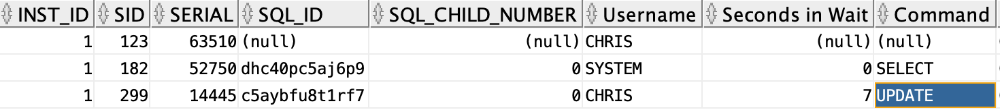 INST_ID SID SERIAL SQL_ID SQL_CHILD_NUMBER Username Seconds in Wait Command
1 123 63510 (null) (null) CHRIS (null) (null)
1 182 52750 dhc40pc5aj6p9 0 SYSTEM 0 SELECT
1 299 14445 c5aybfu8t1rf7 0 CHRIS 7 UPDATE